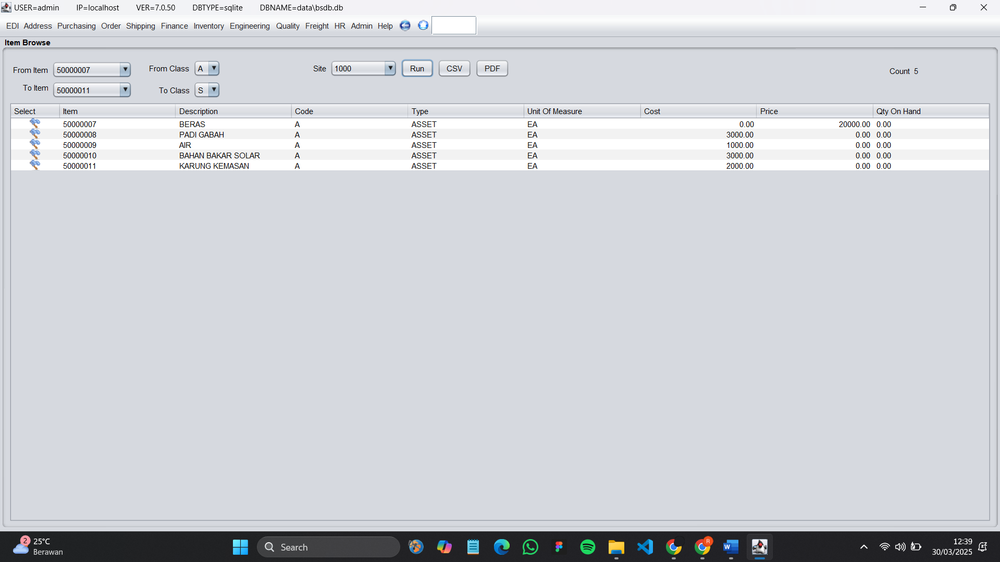 USER=admin IP=localhost VER=7.0.50 DBTYPE=sqlite DBNAME=data\bsdb.db
EDI Address Purchasing Order Shipping Finance Inventory Engineering Quality Freight HR Admin Help
Item Browse
From Item 50000007 From Class A Site 1000 Run CSV PDF Count 5
To Item 50000011 To Class S
Select Item Description Code Type Unit Of Measure Cost Price Qty On Hand
50000007 BERAS A ASSET EA 0.00 20000.00 0.00
50000008 PADI GABAH A ASSET EA 3000.00 0.00 0.00
50000009 AIR A ASSET EA 1000.00 0.00 0.00
50000010 BAHAN BAKAR SOLAR A ASSET EA 3000.00 0.00 0.00
50000011 KARUNG KEMASAN A ASSET EA 2000.00 0.00 0.00
2 25°C Search R W 12:39
Berawan 30/03/2025